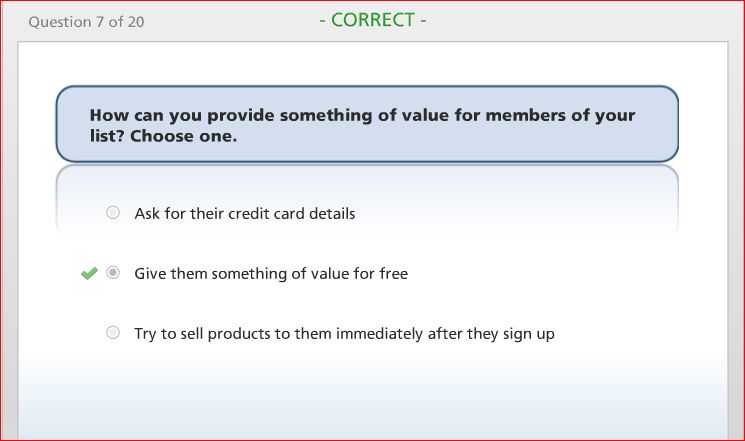 Question 7 of 20
- CORRECT -
How can you provide something of value for members of your
list? Choose one.
Ask for their credit card details
Give them something of value for free
Try to sell products to them immediately after they sign up